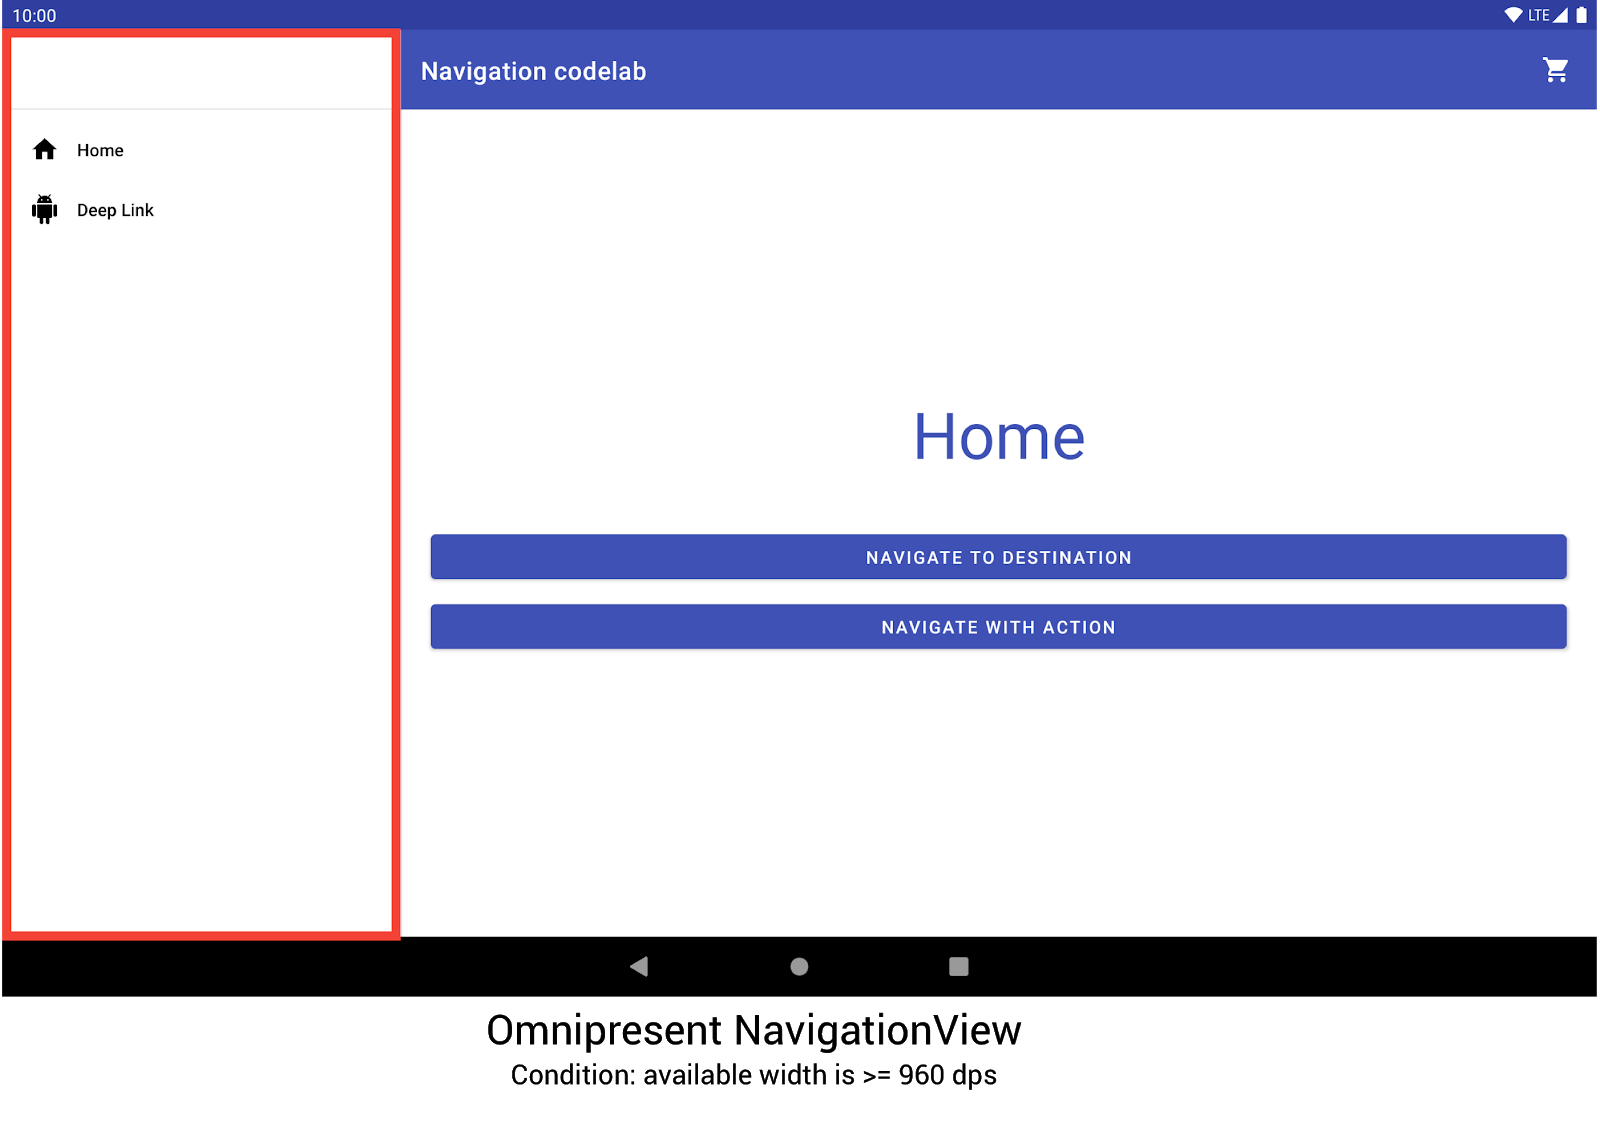 10:00
LTE
Navigation codelab
Home
Deep Link
Home
NAVIGATE TO DESTINATION
NAVIGATE WITH ACTION
Omnipresent NavigationView
Condition: available width is >= 960 dps